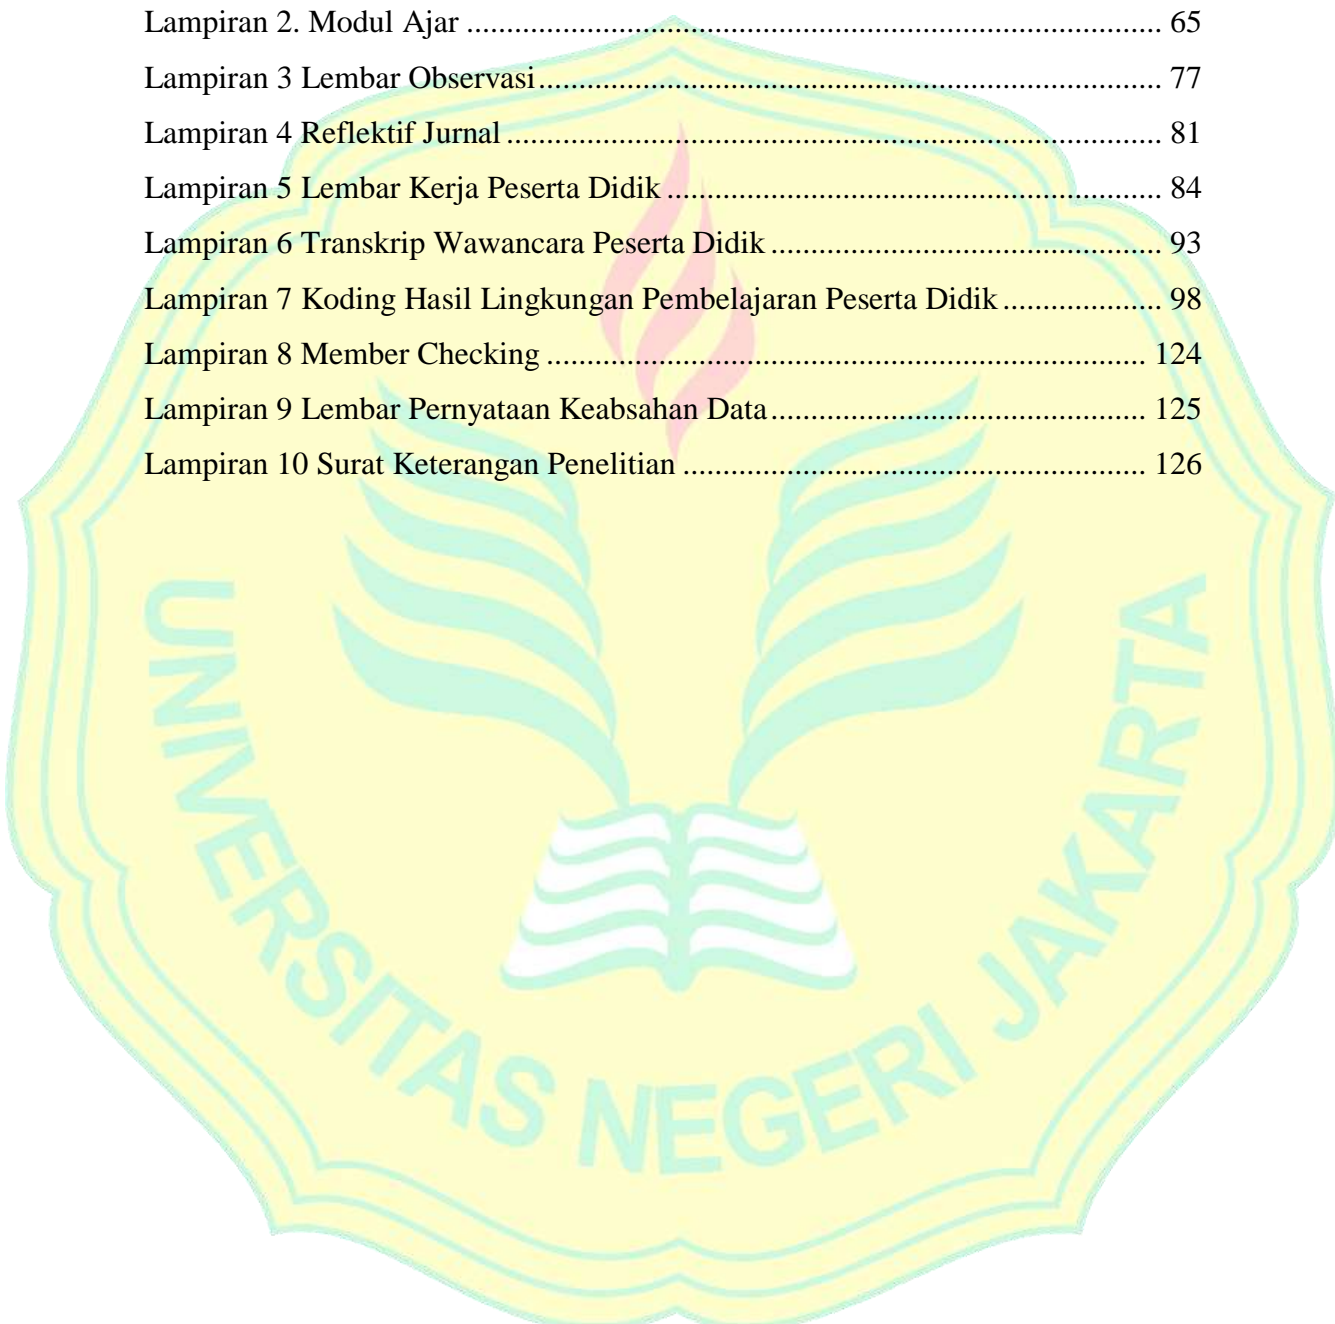 Lampiran 2. Modul Ajar ..................................................................................... 65
Lampiran 3 Lembar Observasi............................................................................ 77
Lampiran 4 Reflektif Jurnal ................................................................................ 81
Lampiran 5 Lembar Kerja Peserta Didik ............................................................. 84
Lampiran 6 Transkrip Wawancara Peserta Didik ................................................ 93
Lampiran 7 Koding Hasil Lingkungan Pembelajaran Peserta Didik ................... 98
Lampiran 8 Member Checking ......................................................................... 124
Lampiran 9 Lembar Pernyataan Keabsahan Data .............................................. 125
Lampiran 10 Surat Keterangan Penelitian ......................................................... 126
UNIVERSITAS NEGERI JAKARTA